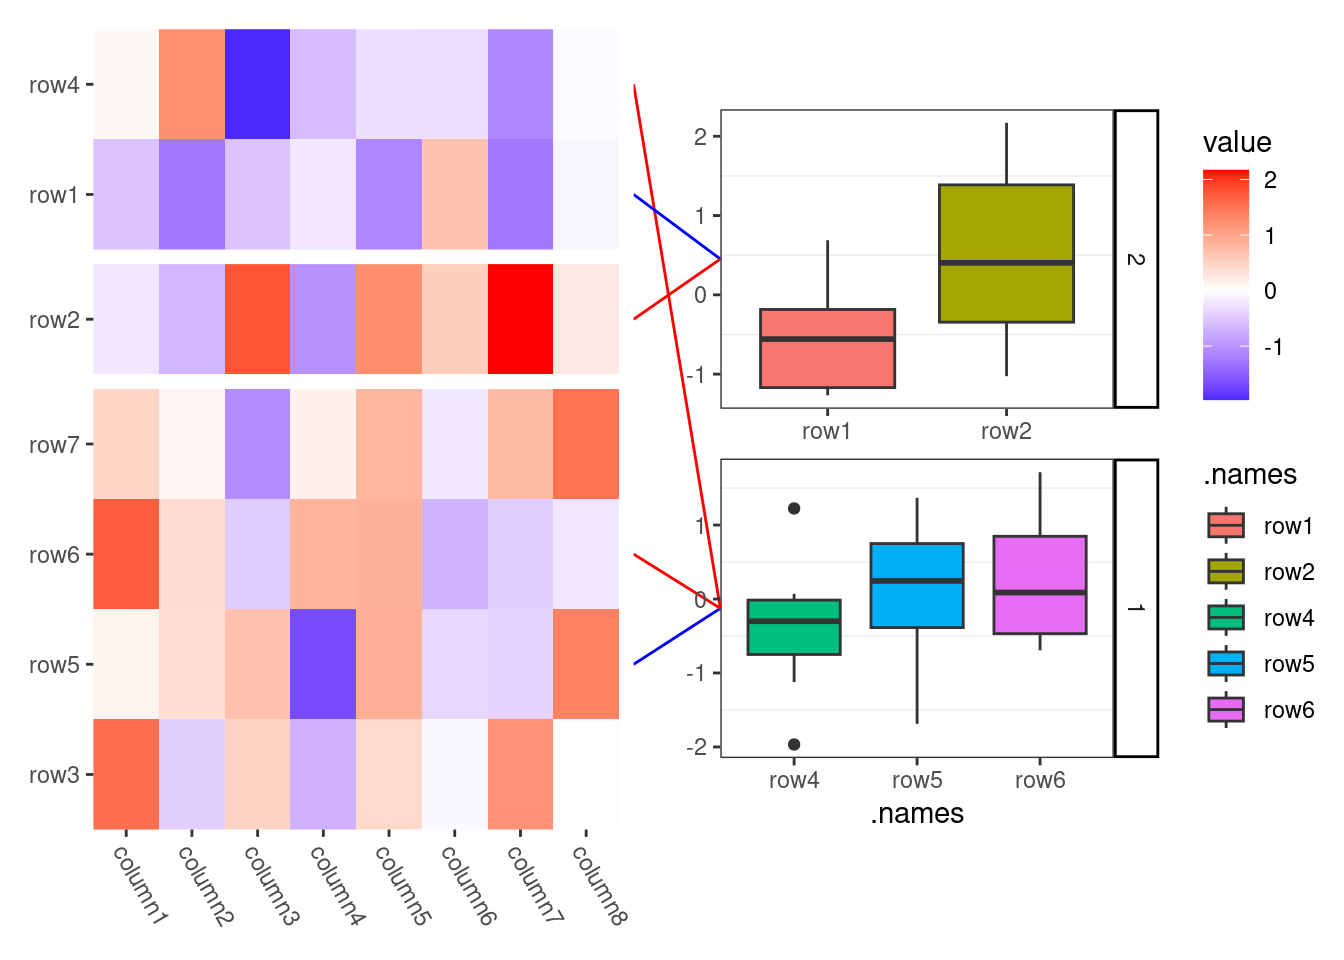 row4
row1
row2
row7
row6
row5
row3
column1
column2
column3
column4
column5
column6
column7
column8
2
1
0
-1
row1
row2
2
1
0
-1
-2
row4
row5
row6
1
.names
value
2
1
0
-1
.names
row1
row2
row4
row5
row6